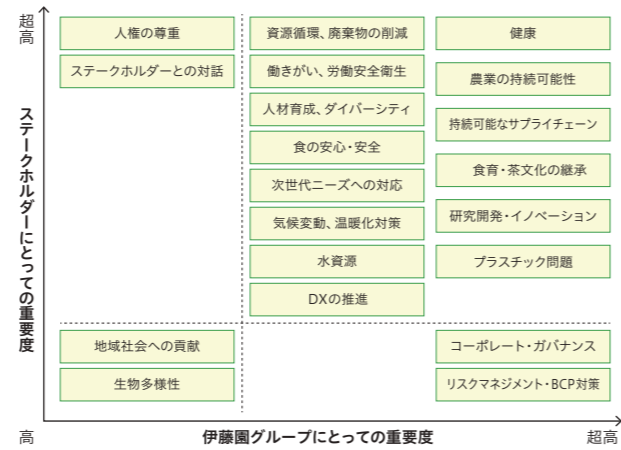 超高
人権の尊重
資源循環、廃棄物の削減
健康
ステークホルダーとの対話
働きがい、労働安全衛生
農業の持続可能性
人材育成、ダイバーシティ
持続可能なサプライチェーン
食の安心・安全
食育・茶文化の継承
次世代ニーズへの対応
研究開発・イノベーション
気候変動、温暖化対策
プラスチック問題
水資源
DXの推進
ステークホルダーにとっての重要度
地域社会への貢献
コーポレート・ガバナンス
生物多様性
リスクマネジメント・BCP対策
高
伊藤園グループにとっての重要度
超高